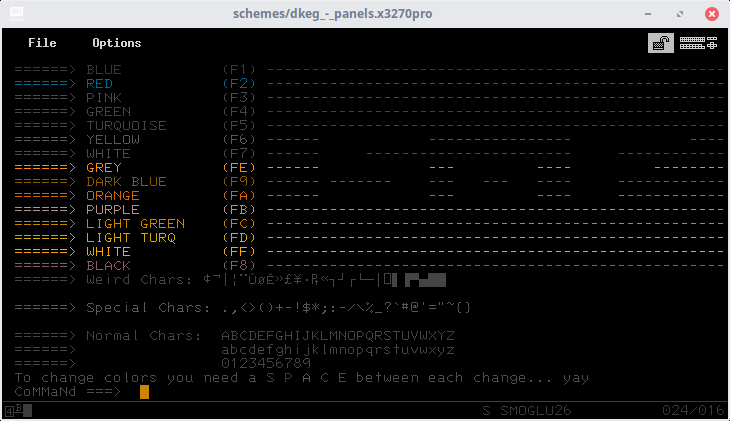 schemes/dkeg_-_panels.x3270pro
File Options
======> BLUE (F1) ----------------------------------------------------
======> RED (F2) ----------------------------------------------------
======> PINK (F3) ----------------------------------------------------
======> GREEN (F4) ----------------------------------------------------
======> TURQUOISE (F5) ----------------------------------------------------
======> YELLOW (F6) ------ --- ---- --- --------
======> WHITE (F7) ------ --- ---- --- --------
======> GREY (FE) ------ --- ---- --------
======> DARK BLUE (F9) ------ --- ---- --- --------
======> ORANGE (FA) ------ --- ---- --- --------
======> PURPLE (FB) ----------------------------------------------------
======> LIGHT GREEN (FC) ----------------------------------------------------
======> LIGHT TURQ (FD) ----------------------------------------------------
======> WHITE (FF) ----------------------------------------------------
======> BLACK (F8) ----------------------------------------------------
======> Weird Chars:
======> Special Chars: .,<>()+-!$*;:-/\%_?`#@'="~{}
======> Normal Chars: ABCDEFGHIJKLMNOPQRSTUVWXYZ
======> abcdefghijklmnopqrstuvwxyz
======> 0123456789
To change colors you need a S P A C E between each change... yay
CoMMaNd ===>
4 B S SMOGLU26 024/016